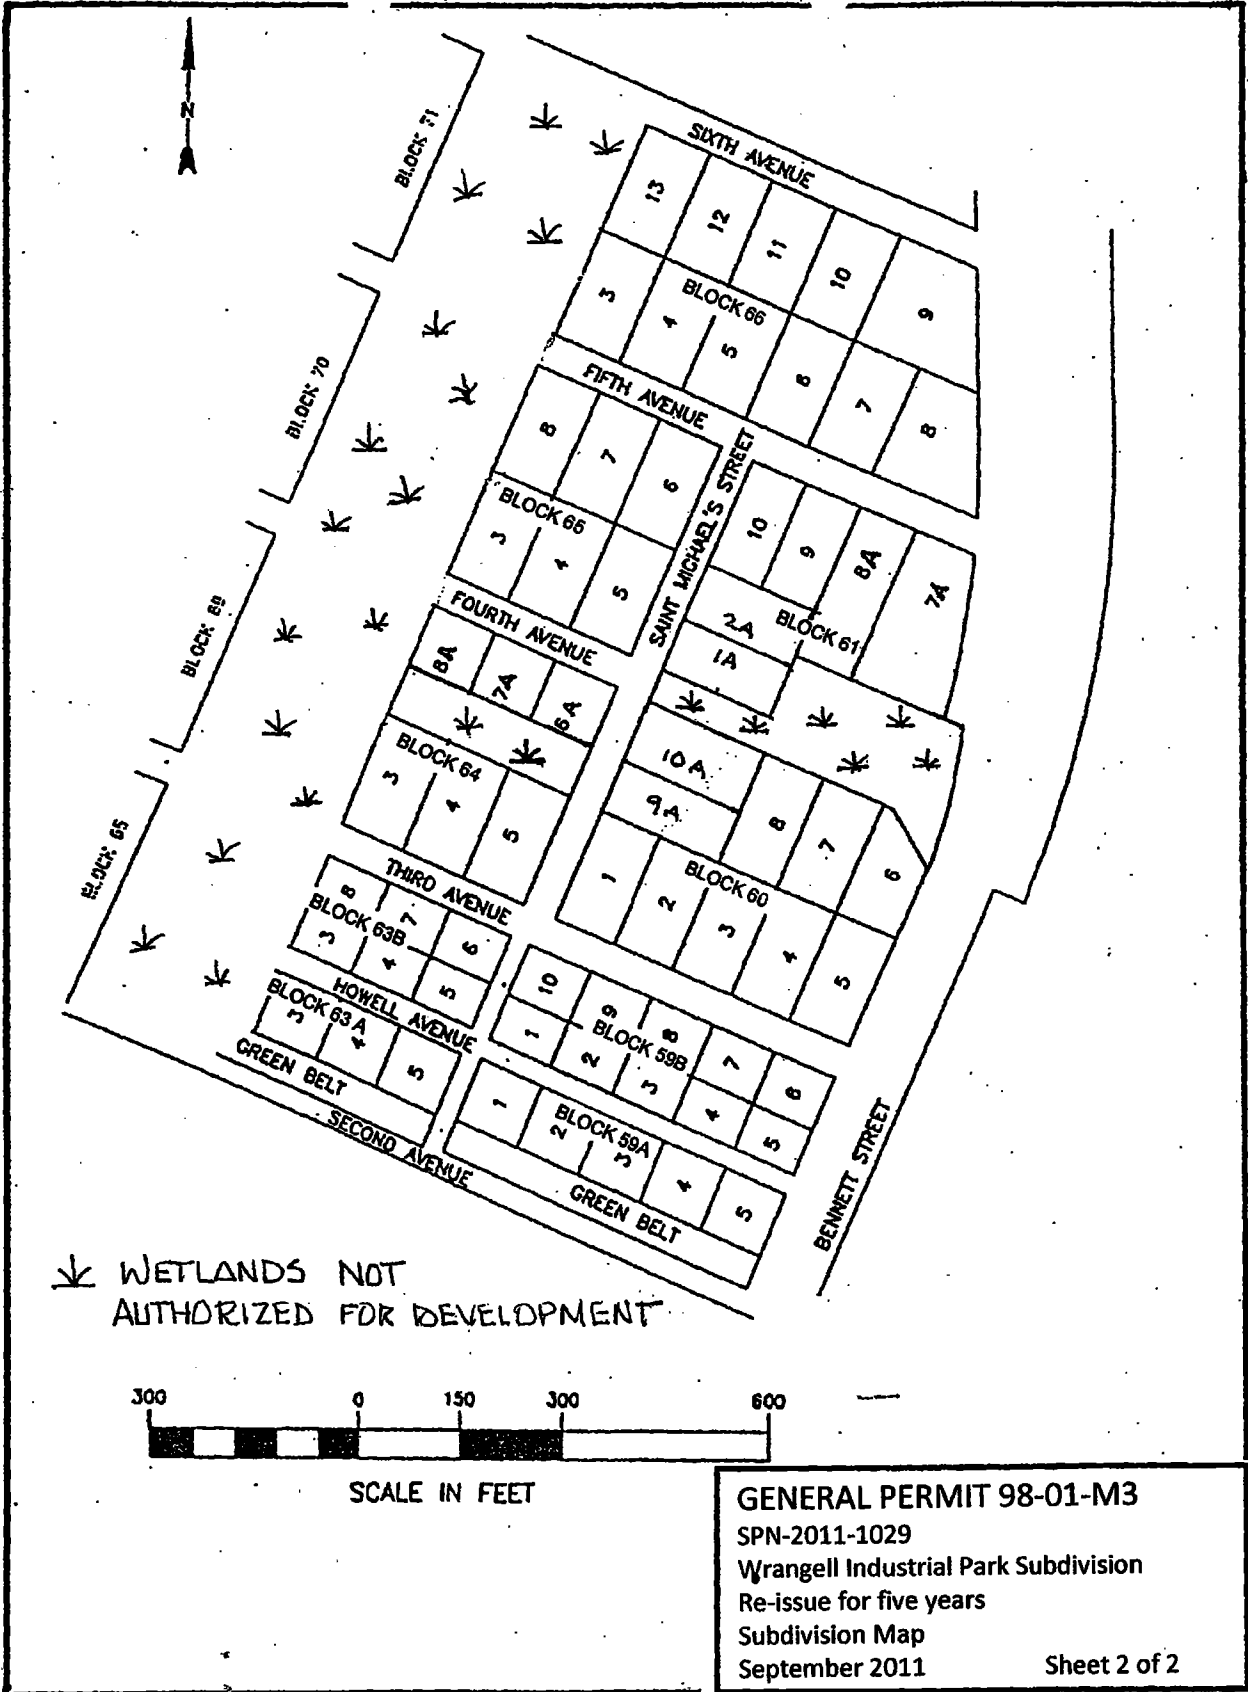 N
BLOCK 71
SIXTH AVENUE
13
12
11
10
9
BLOCK 66
3
4
5
6
7
8
BLOCK 70
FIFTH AVENUE
8
7
6
BLOCK 65
3
4
5
SAINT MICHAEL'S STREET
10
9
8A
7A
2A
BLOCK 61
1A
BLOCK 69
FOURTH AVENUE
8A
7A
6A
BLOCK 64
3
4
5
10A
9A
8
7
6
BLOCK 60
1
2
3
4
5
BLOCK 65
THIRD AVENUE
8
7
6
BLOCK 63B
3
4
5
HOWELL AVENUE
10
9
8
7
6
BLOCK 59B
1
2
3
4
5
BLOCK 63A
3
4
5
GREEN BELT
SECOND AVENUE
1
BLOCK 59A
2
3
4
5
GREEN BELT
BENNETT STREET
WETLANDS NOT
AUTHORIZED FOR DEVELOPMENT
300 0 150 300 600
SCALE IN FEET
GENERAL PERMIT 98-01-M3
SPN-2011-1029
Wrangell Industrial Park Subdivision
Re-issue for five years
Subdivision Map
September 2011 Sheet 2 of 2